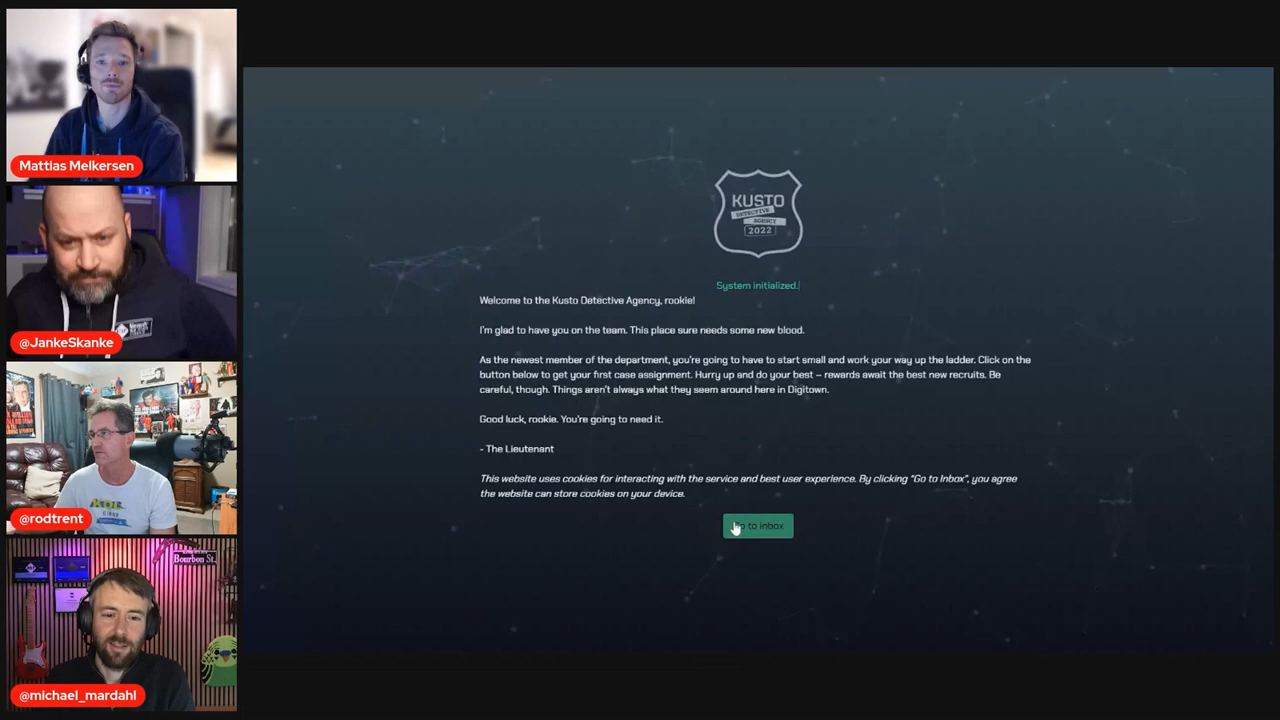 Mattias Melkersen
@JankeSkanke
@rodtrent
Bourbon St.
@michael_mardahl
KUSTO
DETECTIVE
AGENCY
2022
System initialized.
Welcome to the Kusto Detective Agency, rookie!
I'm glad to have you on the team. This place sure needs some new blood.
As the newest member of the department, you're going to have to start small and work your way up the ladder. Click on the
button below to get your first case assignment. Hurry up and do your best – rewards await the best new recruits. Be
careful, though. Things aren't always what they seem around here in Digitown.
Good luck, rookie. You're going to need it.
- The Lieutenant
This website uses cookies for interacting with the service and best user experience. By clicking "Go to Inbox", you agree
the website can store cookies on your device.
to inbox